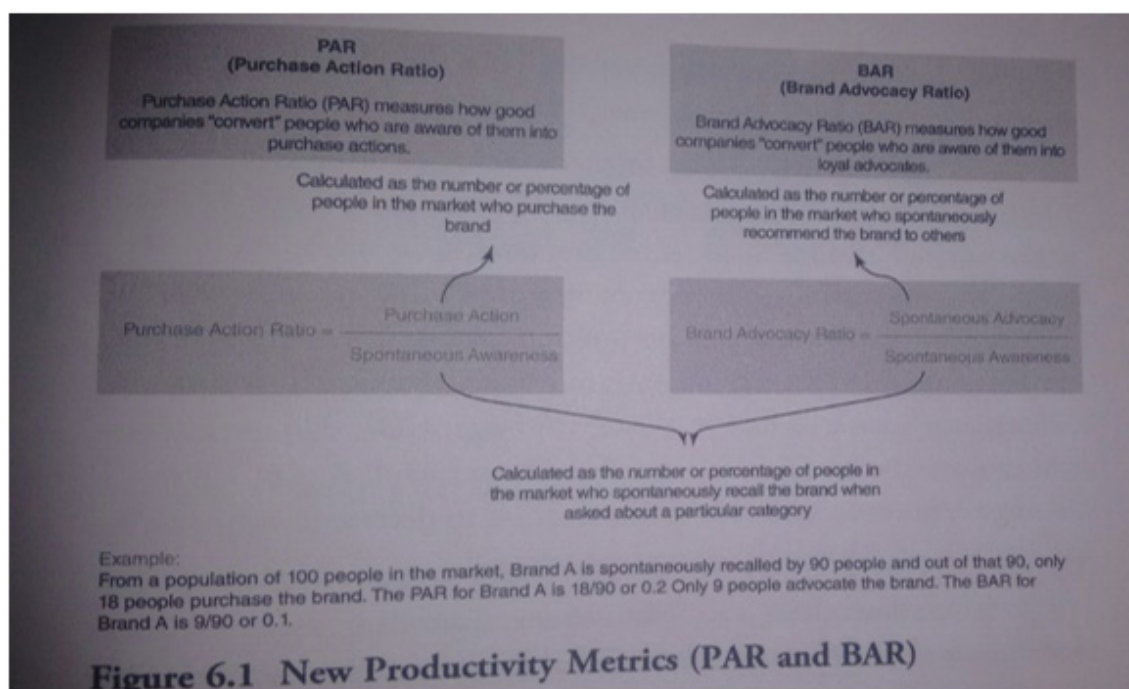 PAR
(Purchase Action Ratio)
Purchase Action Ratio (PAR) measures how good
companies "convert" people who are aware of them into
purchase actions.
Calculated as the number or percentage of
people in the market who purchase the
brand
Purchase Action Ratio =
Purchase Action
Spontaneous Awareness
BAR
(Brand Advocacy Ratio)
Brand Advocacy Ratio (BAR) measures how good
companies "convert" people who are aware of them into
loyal advocates.
Calculated as the number or percentage of
people in the market who spontaneously
recommend the brand to others
Brand Advocacy Ratio =
Spontaneous Advocacy
Spontaneous Awareness
Calculated as the number or percentage of people in
the market who spontaneously recall the brand when
asked about a particular category
Example:
From a population of 100 people in the market, Brand A is spontaneously recalled by 90 people and out of that 90, only
18 people purchase the brand. The PAR for Brand A is 18/90 or 0.2 Only 9 people advocate the brand. The BAR for
Brand A is 9/90 or 0.1.
Figure 6.1 New Productivity Metrics (PAR and BAR)